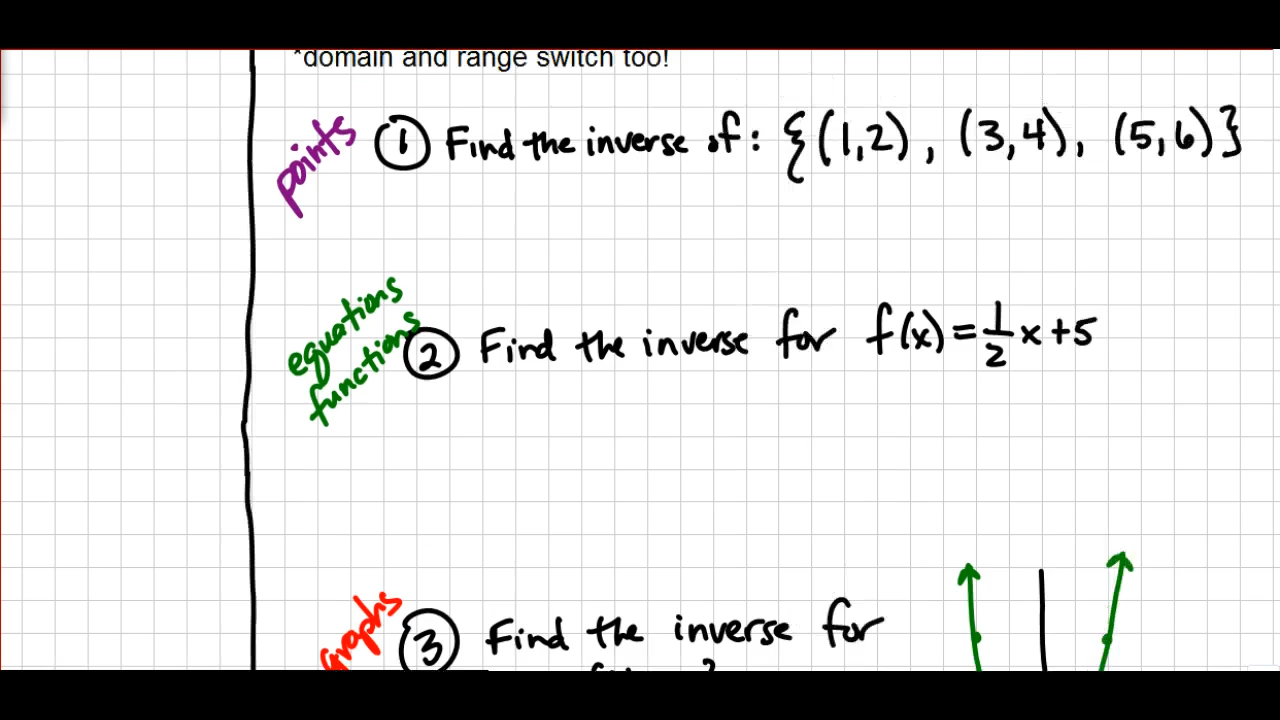 *domain and range switch too!
points ① Find the inverse of: {(1,2), (3,4), (5,6)}
equations
functions
② Find the inverse for f(x) = 1/2 x + 5
graphs ③ Find the inverse for